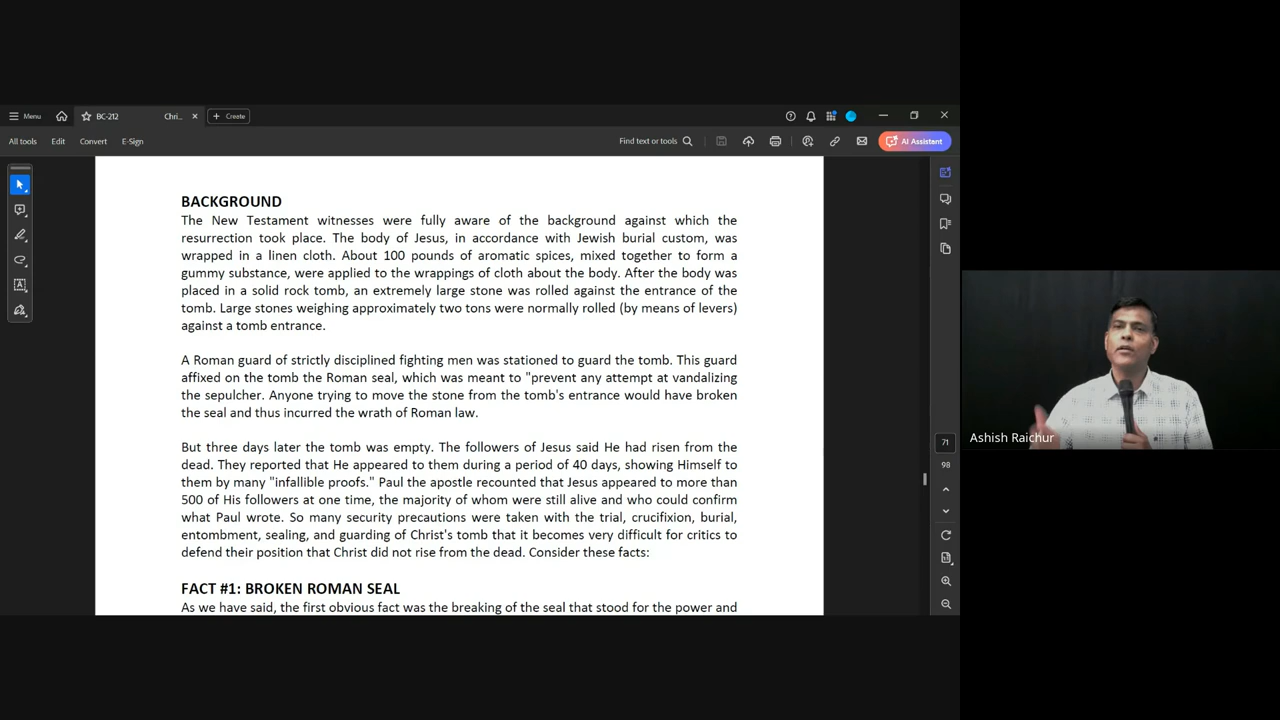 Menu
BC-212
Chri...
Create
All tools
Edit
Convert
E-Sign
Find text or tools
AI Assistant
BACKGROUND
The New Testament witnesses were fully aware of the background against which the
resurrection took place. The body of Jesus, in accordance with Jewish burial custom, was
wrapped in a linen cloth. About 100 pounds of aromatic spices, mixed together to form a
gummy substance, were applied to the wrappings of cloth about the body. After the body was
placed in a solid rock tomb, an extremely large stone was rolled against the entrance of the
tomb. Large stones weighing approximately two tons were normally rolled (by means of levers)
against a tomb entrance.
A Roman guard of strictly disciplined fighting men was stationed to guard the tomb. This guard
affixed on the tomb the Roman seal, which was meant to "prevent any attempt at vandalizing
the sepulcher. Anyone trying to move the stone from the tomb's entrance would have broken
the seal and thus incurred the wrath of Roman law.
But three days later the tomb was empty. The followers of Jesus said He had risen from the
dead. They reported that He appeared to them during a period of 40 days, showing Himself to
them by many "infallible proofs." Paul the apostle recounted that Jesus appeared to more than
500 of His followers at one time, the majority of whom were still alive and who could confirm
what Paul wrote. So many security precautions were taken with the trial, crucifixion, burial,
entombment, sealing, and guarding of Christ's tomb that it becomes very difficult for critics to
defend their position that Christ did not rise from the dead. Consider these facts:
FACT #1: BROKEN ROMAN SEAL
As we have said, the first obvious fact was the breaking of the seal that stood for the power and
71
98
Ashish Raichur